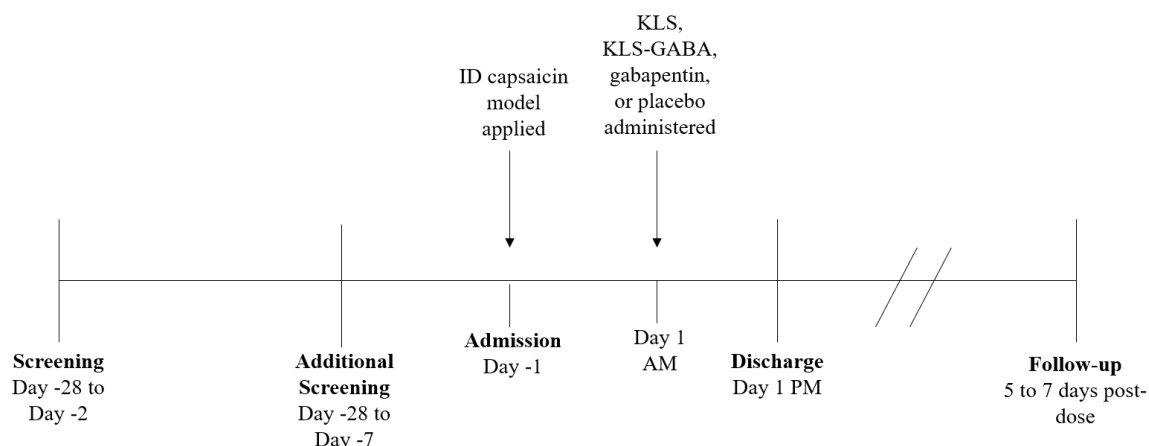 ID capsaicin
model
applied
KLS,
KLS-GABA,
gabapentin,
or placebo
administered
Screening
Day -28 to
Day -2
Additional
Screening
Day -28 to
Day -7
Admission
Day -1
Day 1
AM
Discharge
Day 1 PM
Follow-up
5 to 7 days post-
dose